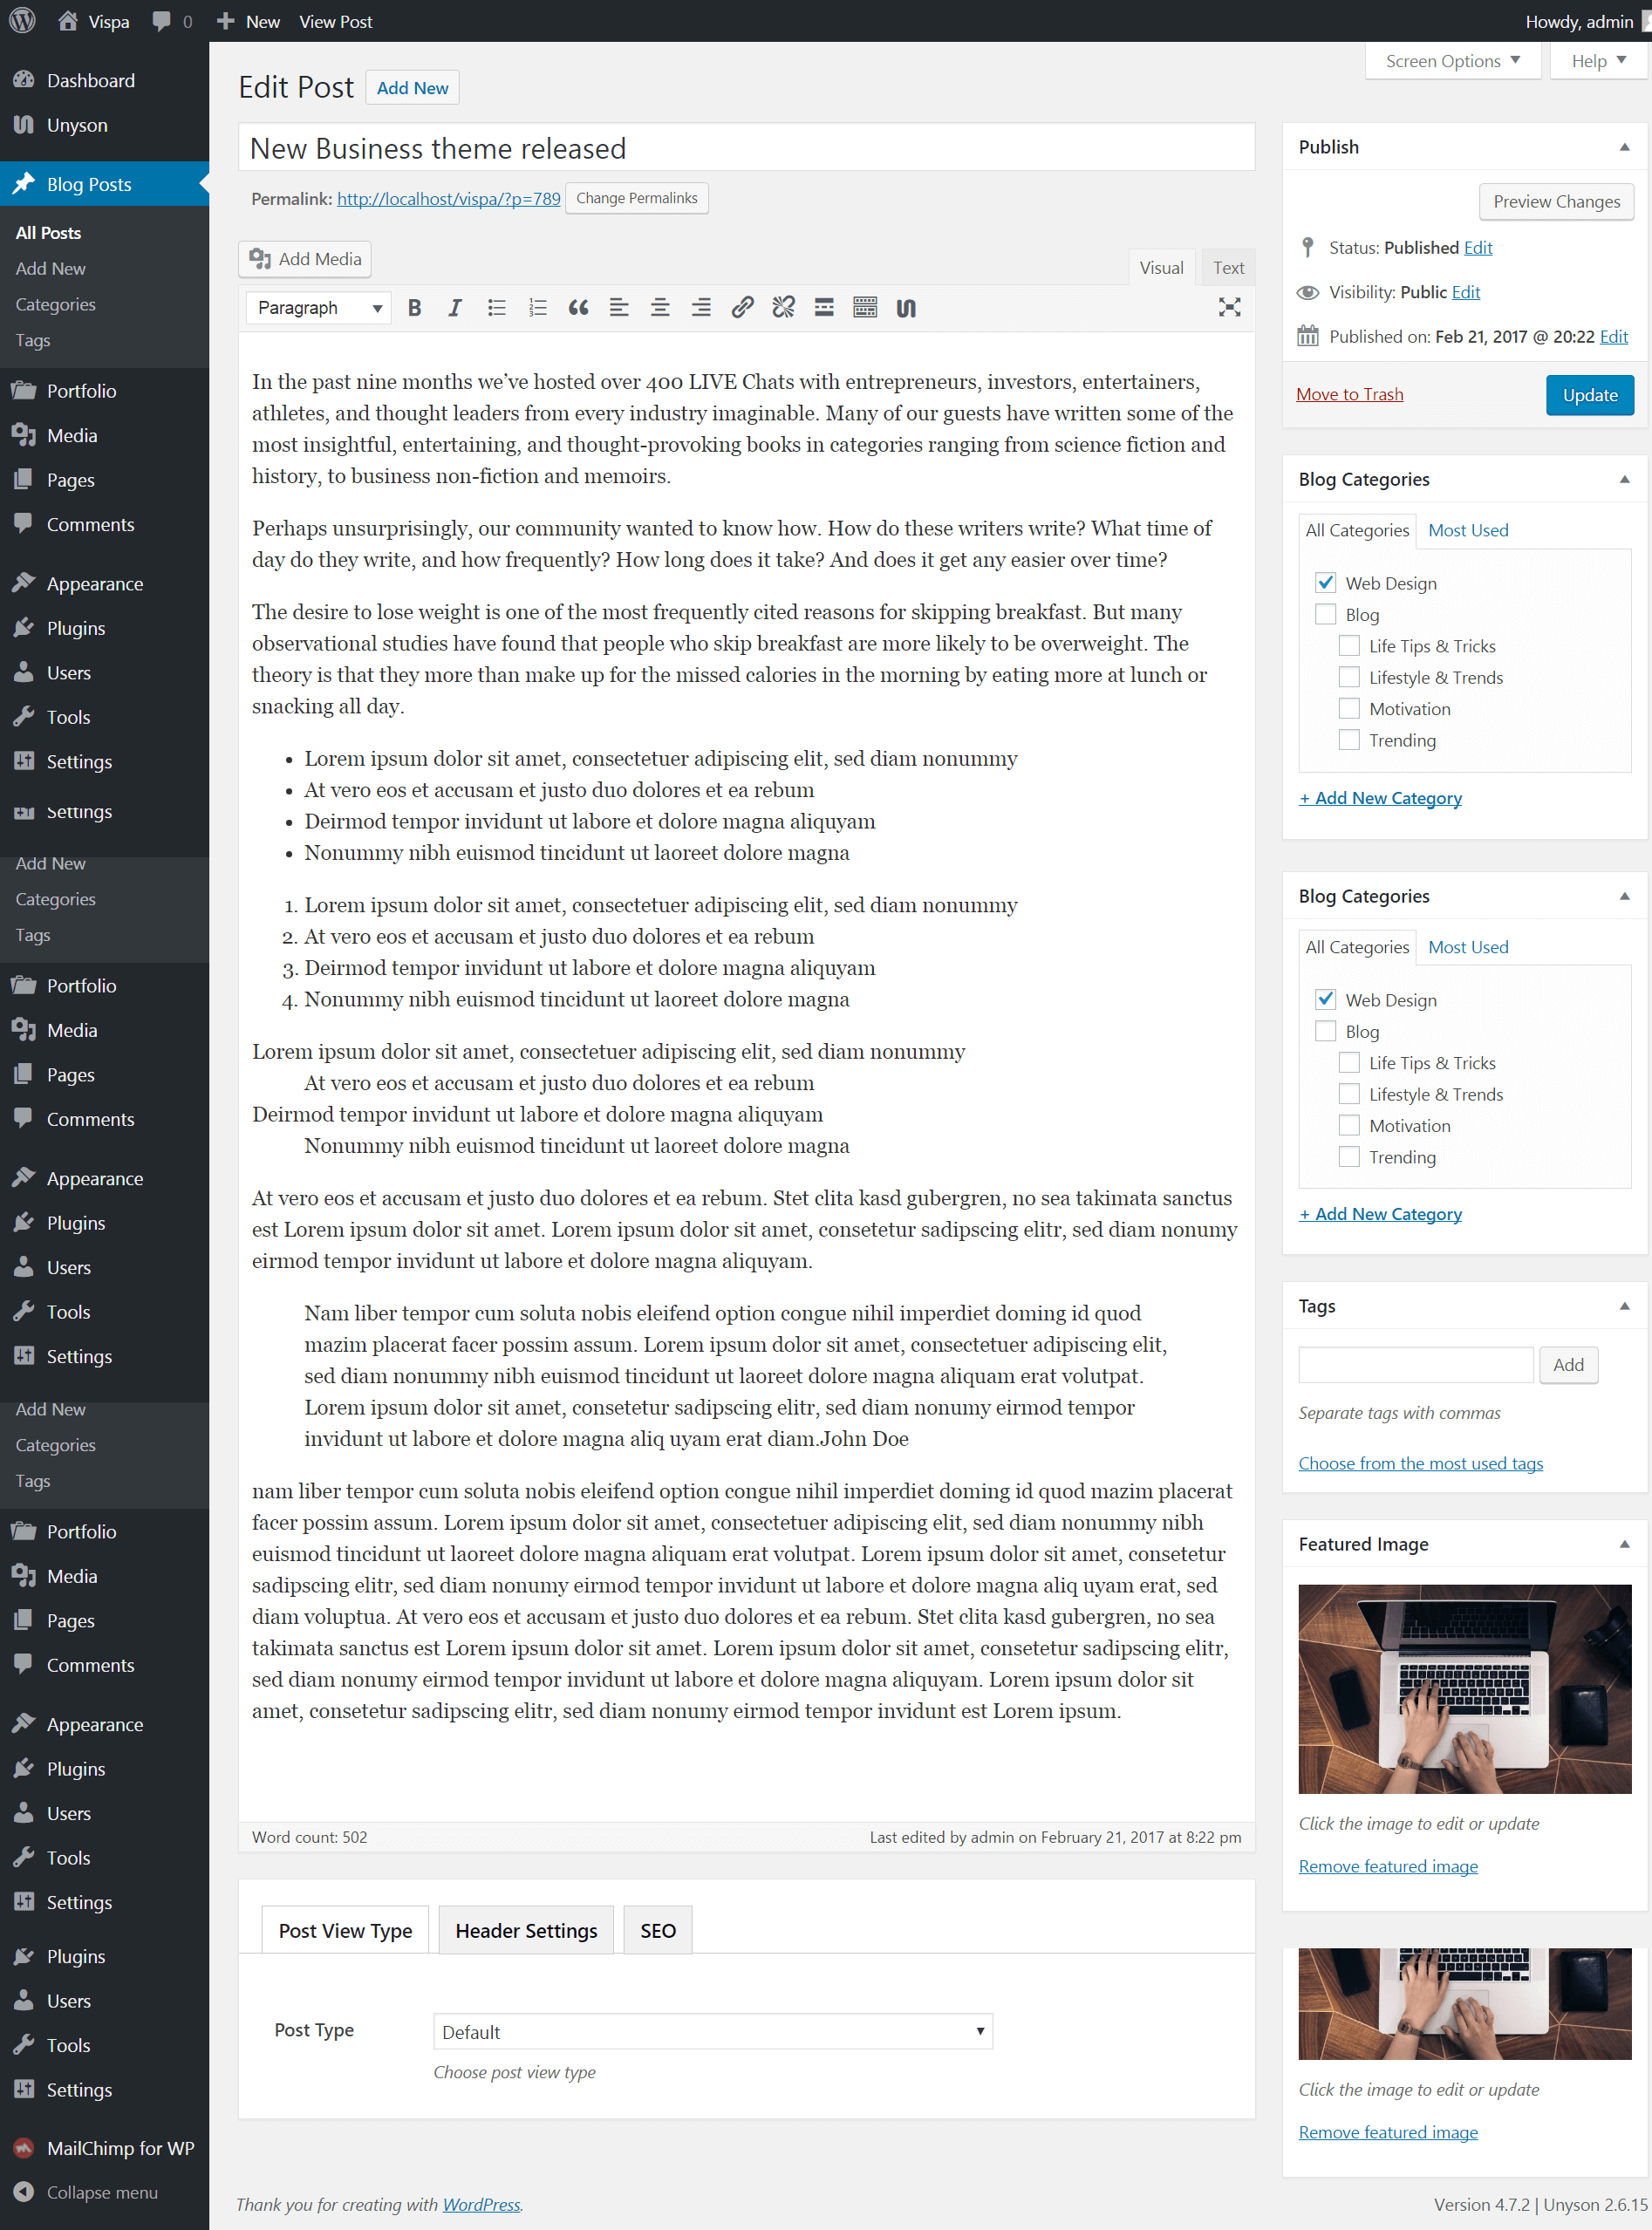 Vispa 0 New View Post Howdy, admin
Screen Options Help
Dashboard
Unyson
Blog Posts
All Posts
Add New
Categories
Tags
Portfolio
Media
Pages
Comments
Appearance
Plugins
Users
Tools
Settings
Settings
Add New
Categories
Tags
Portfolio
Media
Pages
Comments
Appearance
Plugins
Users
Tools
Settings
Add New
Categories
Tags
Portfolio
Media
Pages
Comments
Appearance
Plugins
Users
Tools
Settings
Plugins
Users
Tools
Settings
MailChimp for WP
Collapse menu
Edit Post Add New
New Business theme released
Permalink: http://localhost/vispa/?p=789 Change Permalinks
Add Media
Visual Text
Paragraph
In the past nine months we’ve hosted over 400 LIVE Chats with entrepreneurs, investors, entertainers,
athletes, and thought leaders from every industry imaginable. Many of our guests have written some of the
most insightful, entertaining, and thought-provoking books in categories ranging from science fiction and
history, to business non-fiction and memoirs.
Perhaps unsurprisingly, our community wanted to know how. How do these writers write? What time of
day do they write, and how frequently? How long does it take? And does it get any easier over time?
The desire to lose weight is one of the most frequently cited reasons for skipping breakfast. But many
observational studies have found that people who skip breakfast are more likely to be overweight. The
theory is that they more than make up for the missed calories in the morning by eating more at lunch or
snacking all day.
• Lorem ipsum dolor sit amet, consectetuer adipiscing elit, sed diam nonummy
• At vero eos et accusam et justo duo dolores et ea rebum
• Deirmod tempor invidunt ut labore et dolore magna aliquyam
• Nonummy nibh euismod tincidunt ut laoreet dolore magna
1. Lorem ipsum dolor sit amet, consectetuer adipiscing elit, sed diam nonummy
2. At vero eos et accusam et justo duo dolores et ea rebum
3. Deirmod tempor invidunt ut labore et dolore magna aliquyam
4. Nonummy nibh euismod tincidunt ut laoreet dolore magna
Lorem ipsum dolor sit amet, consectetuer adipiscing elit, sed diam nonummy
At vero eos et accusam et justo duo dolores et ea rebum
Deirmod tempor invidunt ut labore et dolore magna aliquyam
Nonummy nibh euismod tincidunt ut laoreet dolore magna
At vero eos et accusam et justo duo dolores et ea rebum. Stet clita kasd gubergren, no sea takimata sanctus
est Lorem ipsum dolor sit amet. Lorem ipsum dolor sit amet, consetetur sadipscing elitr, sed diam nonumy
eirmod tempor invidunt ut labore et dolore magna aliquyam.
Nam liber tempor cum soluta nobis eleifend option congue nihil imperdiet doming id quod
mazim placerat facer possim assum. Lorem ipsum dolor sit amet, consectetuer adipiscing elit,
sed diam nonummy nibh euismod tincidunt ut laoreet dolore magna aliquam erat volutpat.
Lorem ipsum dolor sit amet, consetetur sadipscing elitr, sed diam nonumy eirmod tempor
invidunt ut labore et dolore magna aliq uyam erat diam.John Doe
nam liber tempor cum soluta nobis eleifend option congue nihil imperdiet doming id quod mazim placerat
facer possim assum. Lorem ipsum dolor sit amet, consectetuer adipiscing elit, sed diam nonummy nibh
euismod tincidunt ut laoreet dolore magna aliquam erat volutpat. Lorem ipsum dolor sit amet, consetetur
sadipscing elitr, sed diam nonumy eirmod tempor invidunt ut labore et dolore magna aliq uyam erat, sed
diam voluptua. At vero eos et accusam et justo duo dolores et ea rebum. Stet clita kasd gubergren, no sea
takimata sanctus est Lorem ipsum dolor sit amet. Lorem ipsum dolor sit amet, consetetur sadipscing elitr,
sed diam nonumy eirmod tempor invidunt ut labore et dolore magna aliquyam. Lorem ipsum dolor sit
amet, consetetur sadipscing elitr, sed diam nonumy eirmod tempor invidunt est Lorem ipsum.
Word count: 502 Last edited by admin on February 21, 2017 at 8:22 pm
Post View Type Header Settings SEO
Post Type Default
Choose post view type
Publish
Preview Changes
Status: Published Edit
Visibility: Public Edit
Published on: Feb 21, 2017 @ 20:22 Edit
Move to Trash Update
Blog Categories
All Categories Most Used
Web Design
Blog
Life Tips & Tricks
Lifestyle & Trends
Motivation
Trending
+ Add New Category
Blog Categories
All Categories Most Used
Web Design
Blog
Life Tips & Tricks
Lifestyle & Trends
Motivation
Trending
+ Add New Category
Tags
Add
Separate tags with commas
Choose from the most used tags
Featured Image
Click the image to edit or update
Remove featured image
Click the image to edit or update
Remove featured image
Thank you for creating with WordPress. Version 4.7.2 | Unyson 2.6.15